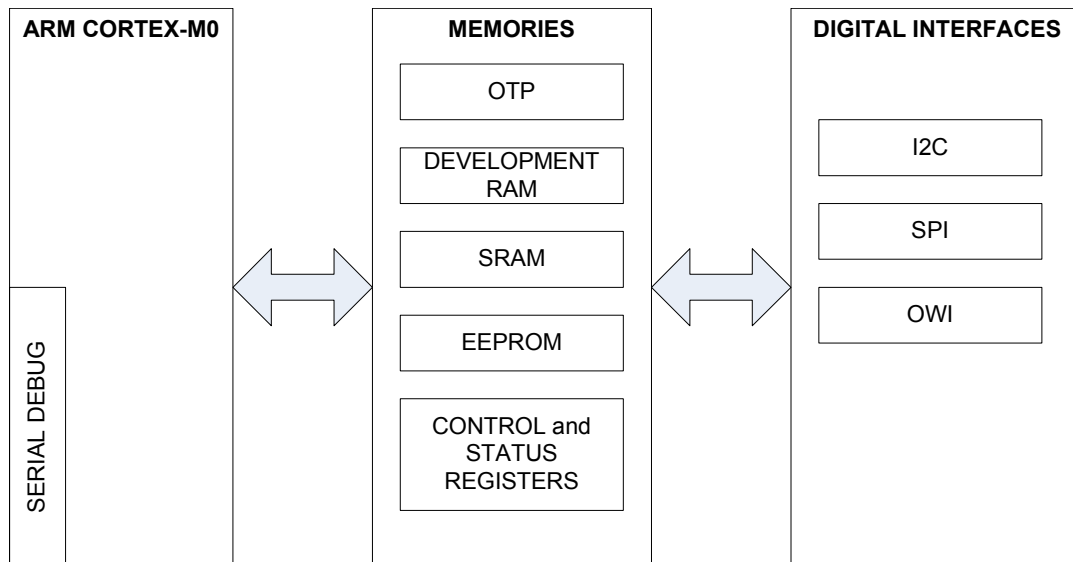 ARM CORTEX-M0
SERIAL DEBUG
MEMORIES
OTP
DEVELOPMENT
RAM
SRAM
EEPROM
CONTROL and
STATUS
REGISTERS
DIGITAL INTERFACES
I2C
SPI
OWI